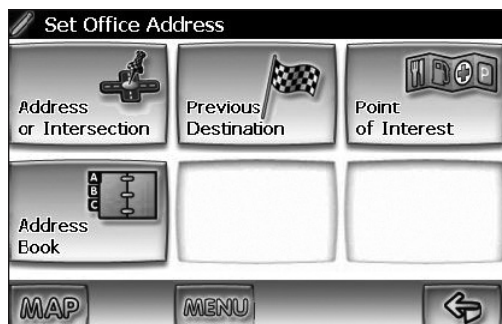 Set Office Address
Address
or Intersection
Previous
Destination
Point
of Interest
P
A
B
C
Address
Book
MAP
MENU